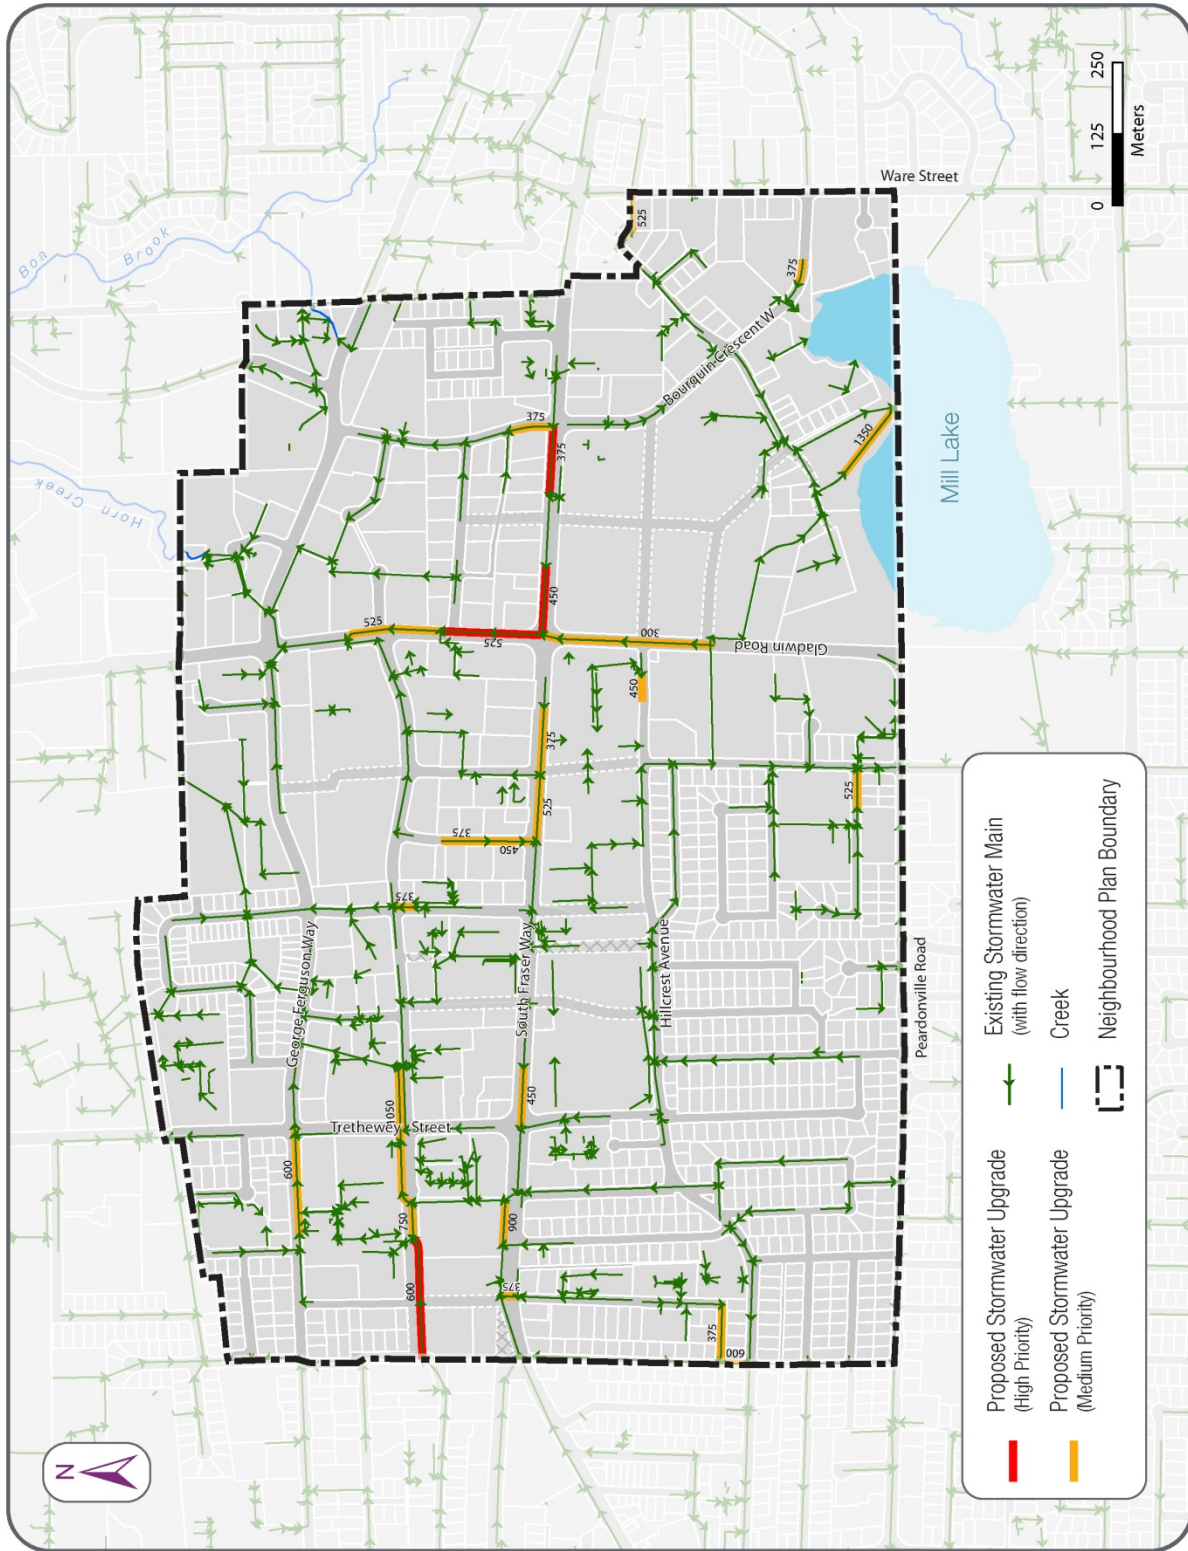 N
Boa
Brook
Horn Creek
Ware Street
525
375
Bourquin Crescent W
375
375
1350
Mill Lake
450
525
525
300
Gladwin Road
450
375
525
525
375
450
375
George Ferguson Way
South Fraser Way
Hillcrest Avenue
Peardonville Road
1050
450
Trethewey Street
600
750
900
600
375
375
600
0 125 250
Meters
Proposed Stormwater Upgrade
(High Priority)
Proposed Stormwater Upgrade
(Medium Priority)
Existing Stormwater Main
(with flow direction)
Creek
Neighbourhood Plan Boundary